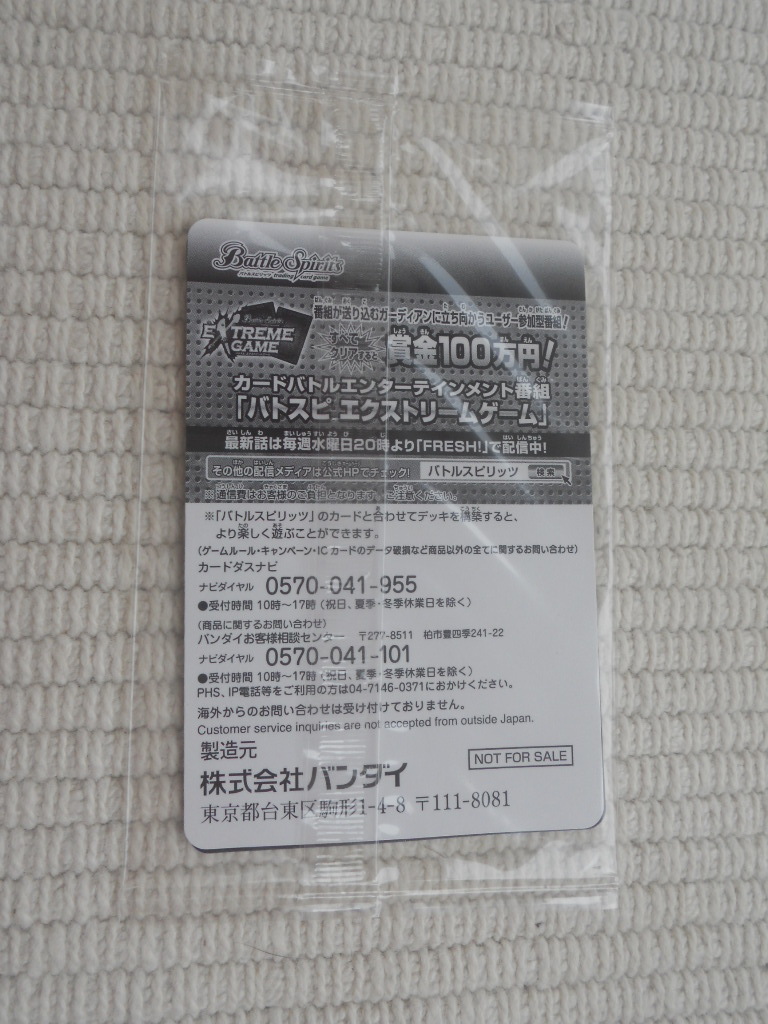 Battle Spirits
バトルスピリッツ trading card game
Battle Spirits
EXTREME
GAME
番組が送り込むガーディアンに立ち向かうユーザー参加型番組!
すべて
クリアすると
賞金100万円!
カードバトルエンターテインメント番組
「バトスピ エクストリームゲーム」
最新話は毎週水曜日20時より「FRESH!」で配信中!
その他の配信メディアは公式HPでチェック! バトルスピリッツ 検索
※通信費はお客様のご負担となります。ご注意ください。
※「バトルスピリッツ」のカードと合わせてデッキを構築すると、
より楽しく遊ぶことができます。
(ゲームルール・キャンペーン・ICカードのデータ破損など商品以外の全てに関するお問い合わせ)
カードダスナビ
ナビダイヤル 0570-041-955
●受付時間 10時〜17時 (祝日、夏季・冬季休業日を除く)
(商品に関するお問い合わせ)
バンダイお客様相談センター 〒277-8511 柏市豊四季241-22
ナビダイヤル 0570-041-101
●受付時間 10時〜17時 (祝日、夏季・冬季休業日を除く)
PHS、IP電話等をご利用の方は04-7146-0371におかけください。
海外からのお問い合わせは受け付けておりません。
Customer service inquiries are not accepted from outside Japan.
製造元
NOT FOR SALE
株式会社バンダイ
東京都台東区駒形1-4-8 〒111-8081